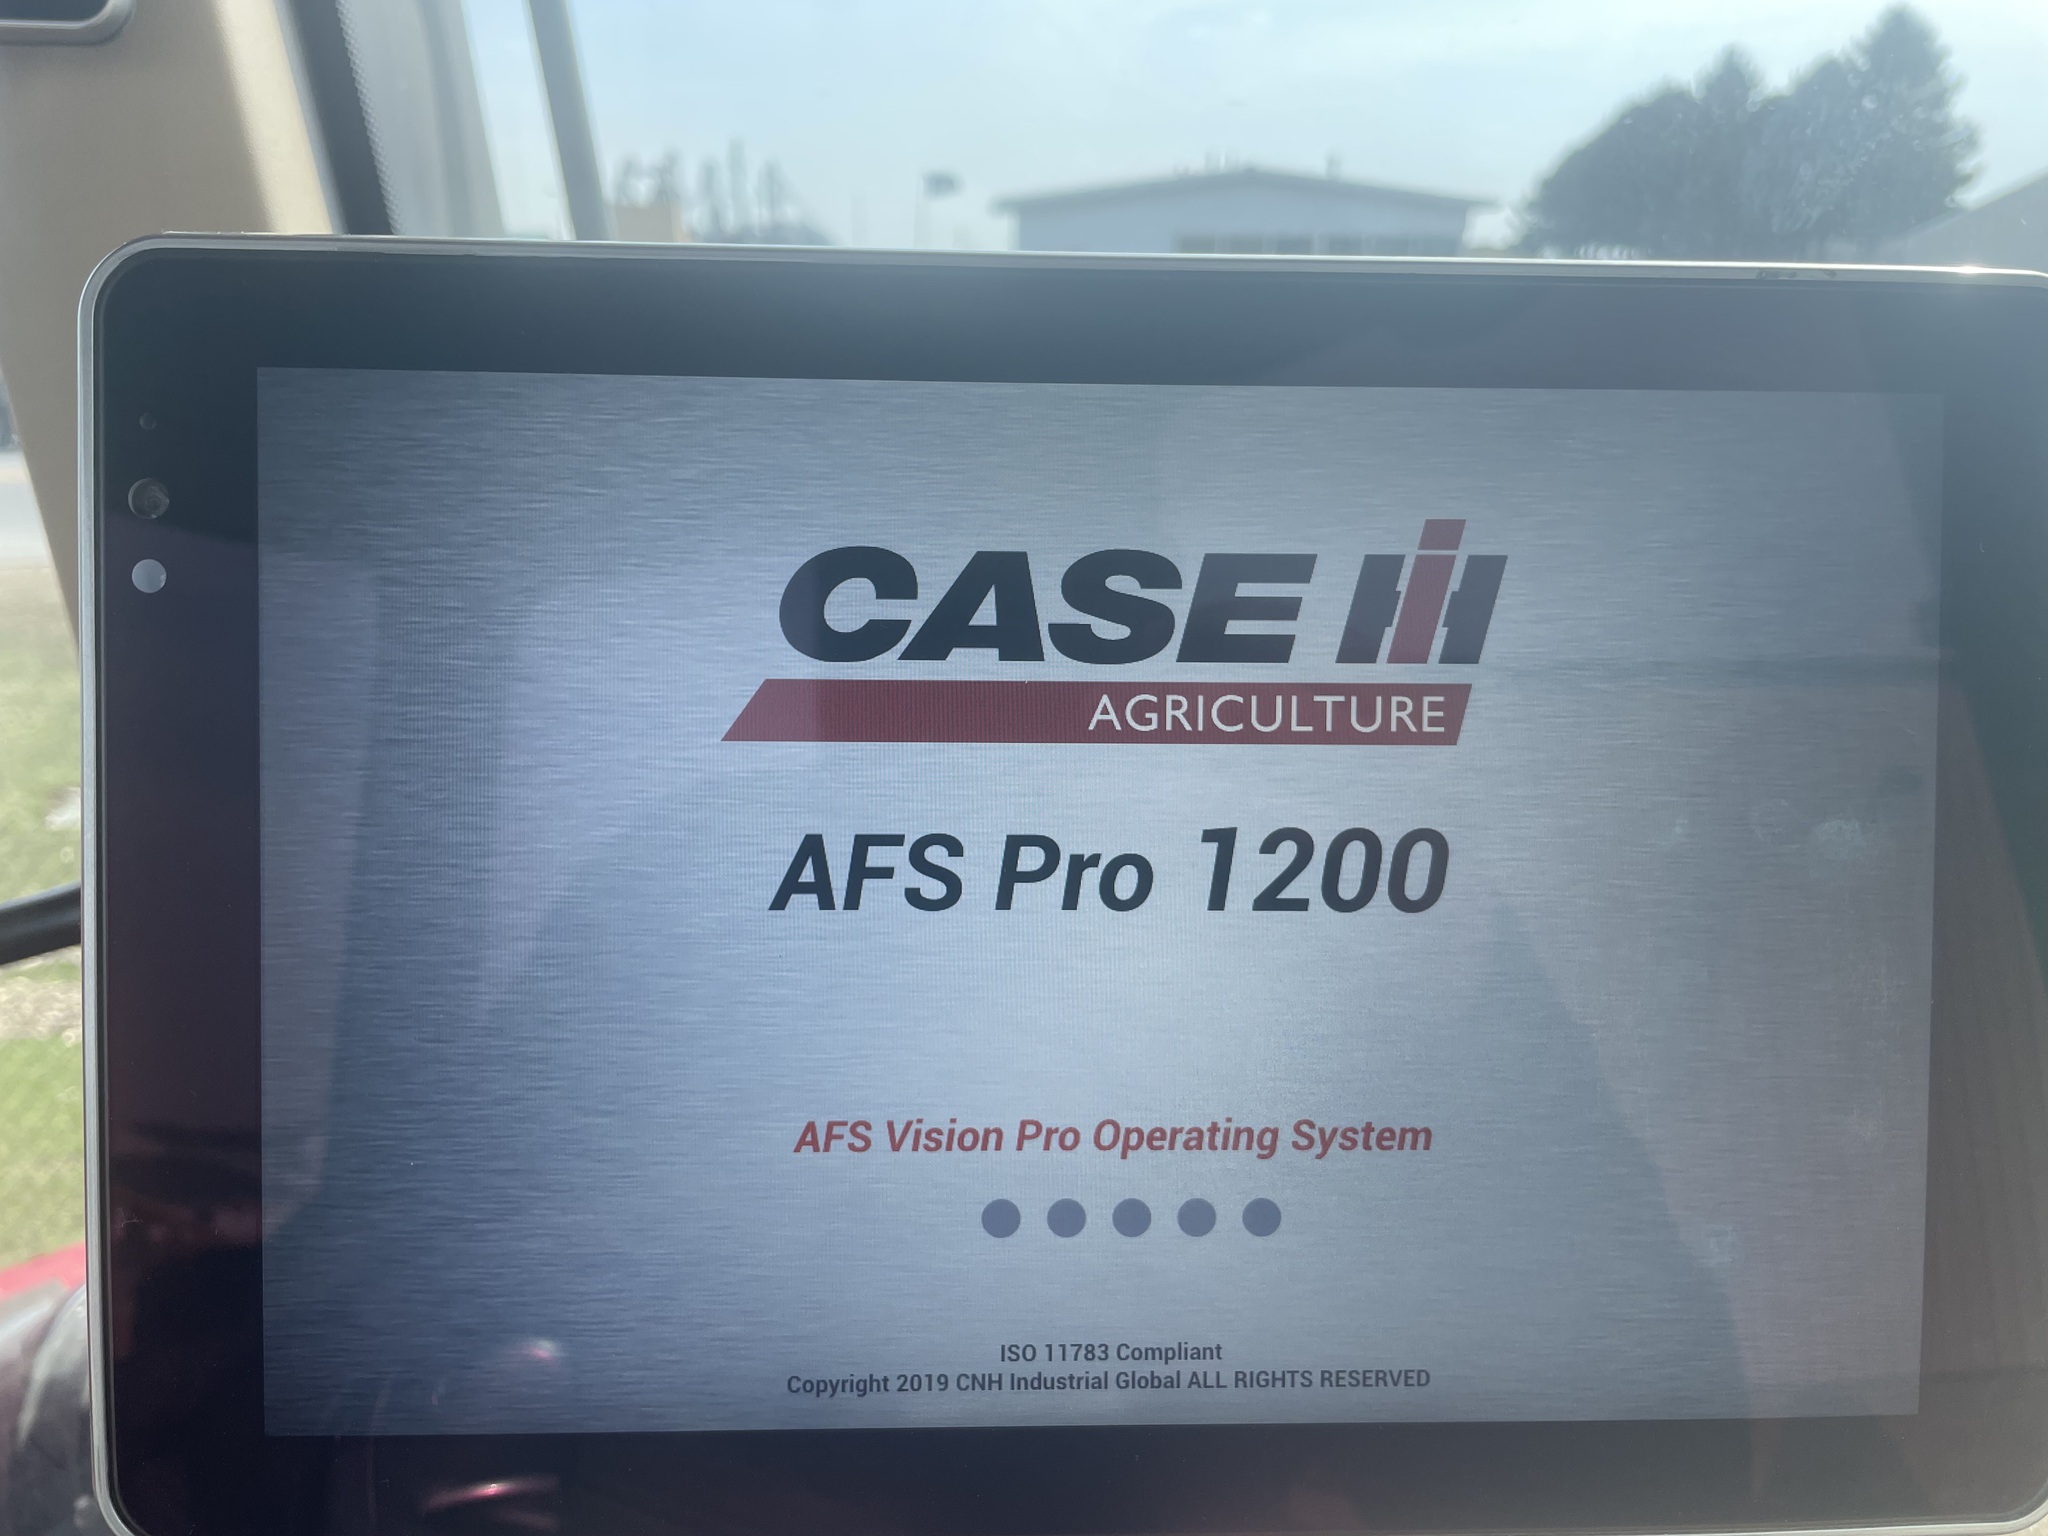 CASE IH
AGRICULTURE
AFS Pro 1200
AFS Vision Pro Operating System
ISO 11783 Compliant
Copyright 2019 CNH Industrial Global ALL RIGHTS RESERVED